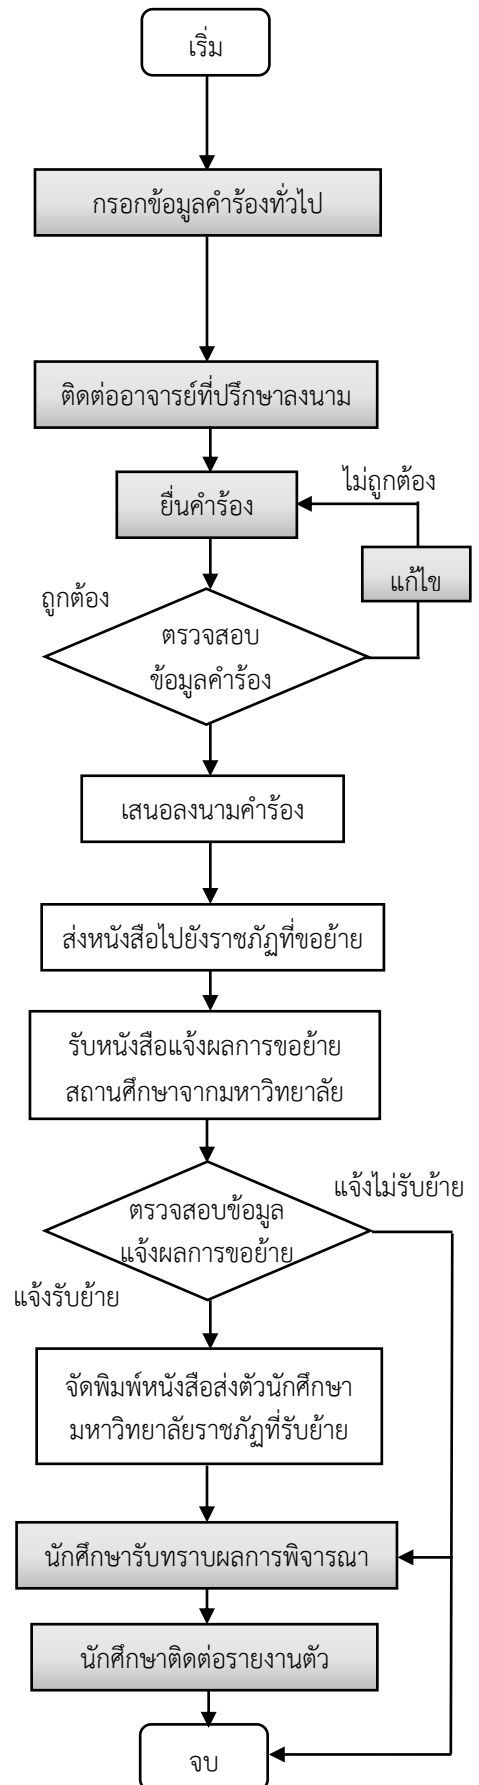 เริ่ม
กรอกข้อมูลคำร้องทั่วไป
ติดต่ออาจารย์ที่ปรึกษาลงนาม
ไม่ถูกต้อง
ยื่นคำร้อง
แก้ไข
ถูกต้อง
ตรวจสอบ
ข้อมูลคำร้อง
เสนอลงนามคำร้อง
ส่งหนังสือไปยังราชภัฏที่ขอย้าย
รับหนังสือแจ้งผลการขอย้าย
สถานศึกษาจากมหาวิทยาลัย
แจ้งไม่รับย้าย
ตรวจสอบข้อมูล
แจ้งผลการขอย้าย
แจ้งรับย้าย
จัดพิมพ์หนังสือส่งตัวนักศึกษา
มหาวิทยาลัยราชภัฏที่รับย้าย
นักศึกษารับทราบผลการพิจารณา
นักศึกษาติดต่อรายงานตัว
จบ